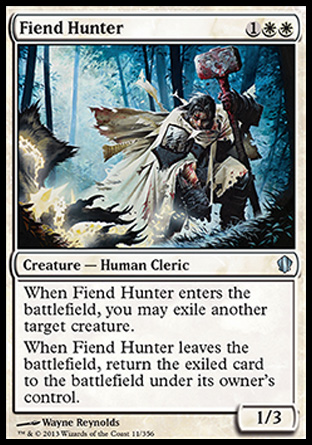 Fiend Hunter 1
Creature — Human Cleric
When Fiend Hunter enters the
battlefield, you may exile another
target creature.
When Fiend Hunter leaves the
battlefield, return the exiled card
to the battlefield under its owner's
control.
Wayne Reynolds
™ & © 2013 Wizards of the Coast 11/356
1/3